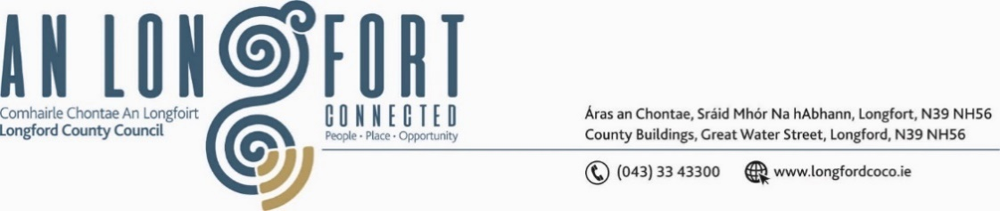 AN LONGFORT
Comhairle Chontae An Longfoirt
Longford County Council
CONNECTED
People • Place • Opportunity
Áras an Chontae, Sráid Mhór Na hAbhann, Longfort, N39 NH56
County Buildings, Great Water Street, Longford, N39 NH56
(043) 33 43300 www.longfordcoco.ie